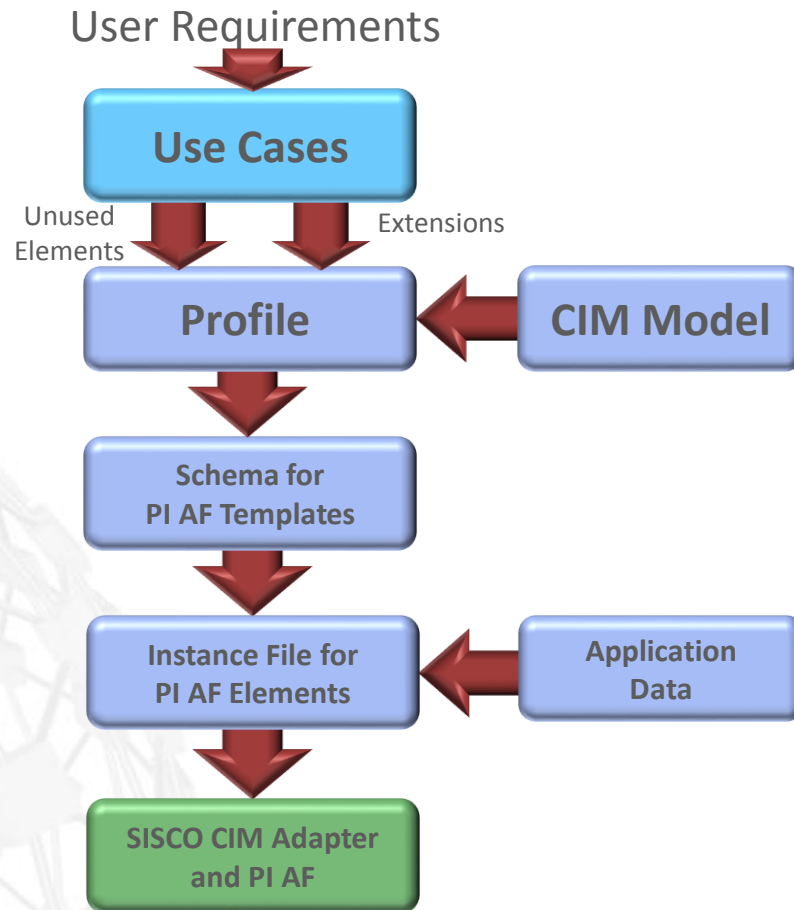 User Requirements
Use Cases
Unused
Elements
Extensions
Profile
CIM Model
Schema for
PI AF Templates
Instance File for
PI AF Elements
Application
Data
SISCO CIM Adapter
and PI AF